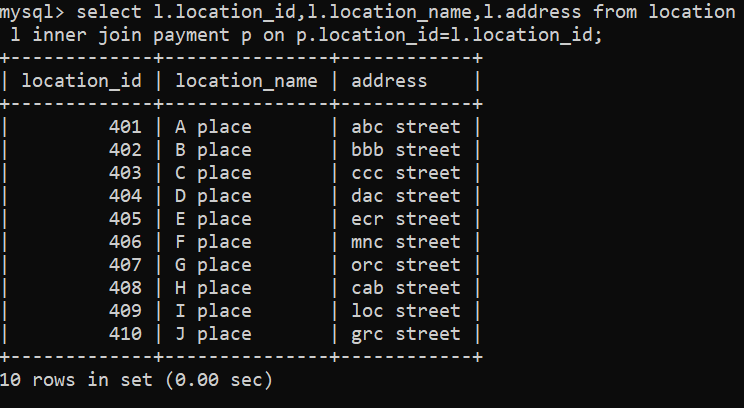 mysql> select l.location_id,l.location_name,l.address from location
 l inner join payment p on p.location_id=l.location_id;
+-------------+---------------+------------+
| location_id | location_name | address    |
+-------------+---------------+------------+
|         401 | A place       | abc street |
|         402 | B place       | bbb street |
|         403 | C place       | ccc street |
|         404 | D place       | dac street |
|         405 | E place       | ecr street |
|         406 | F place       | mnc street |
|         407 | G place       | orc street |
|         408 | H place       | cab street |
|         409 | I place       | loc street |
|         410 | J place       | grc street |
+-------------+---------------+------------+
10 rows in set (0.00 sec)